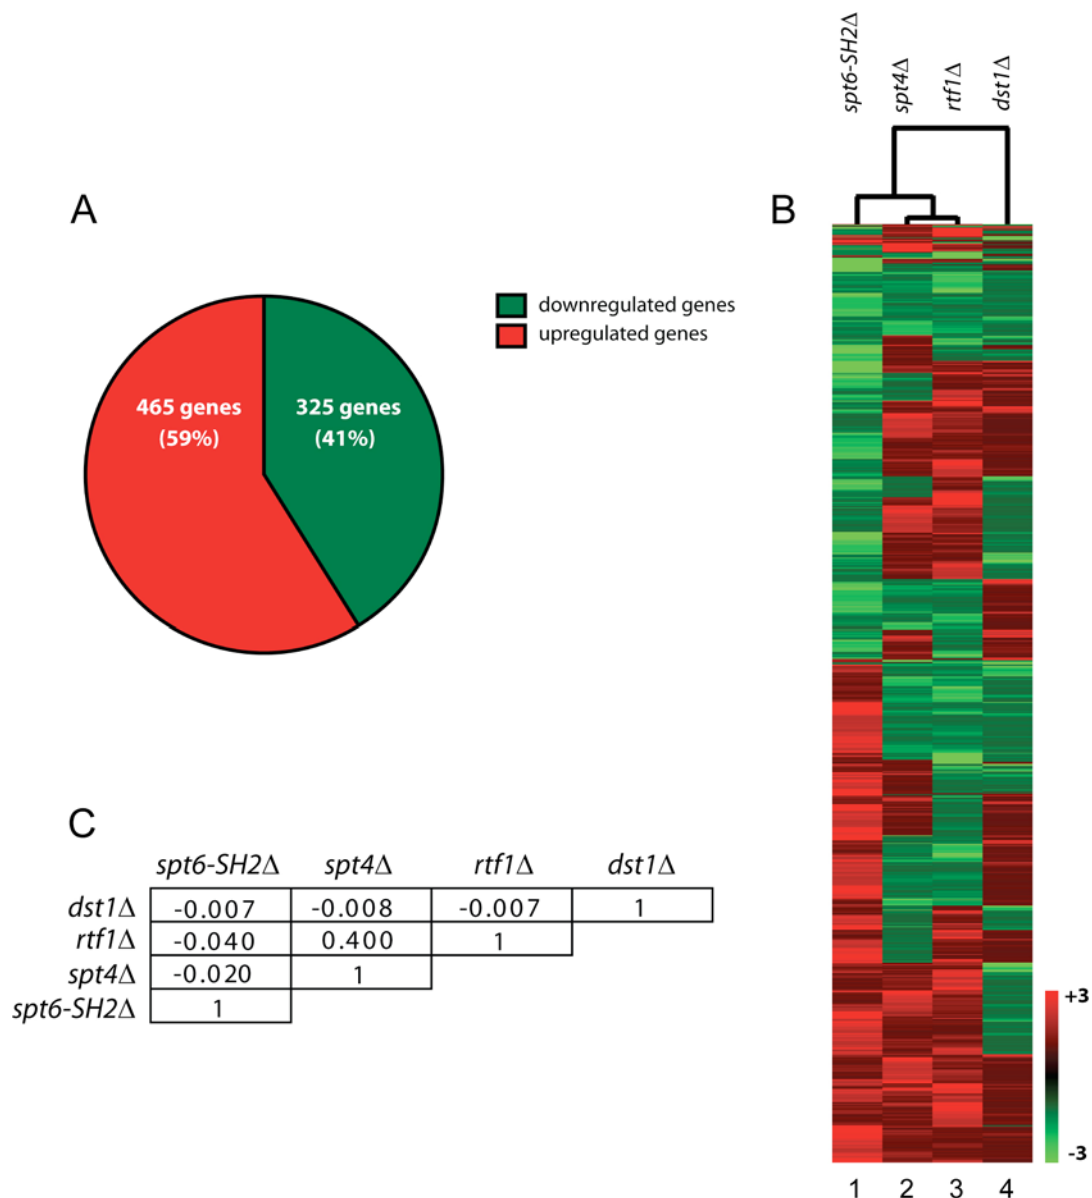 spt6-SH2Δ spt4Δ rtf1Δ dst1Δ
A
B
downregulated genes
upregulated genes
465 genes
(59%)
325 genes
(41%)
C
spt6-SH2Δ spt4Δ rtf1Δ dst1Δ
dst1Δ -0.007 -0.008 -0.007 1
rtf1Δ -0.040 0.400 1
spt4Δ -0.020 1
spt6-SH2Δ 1
+3
-3
1 2 3 4